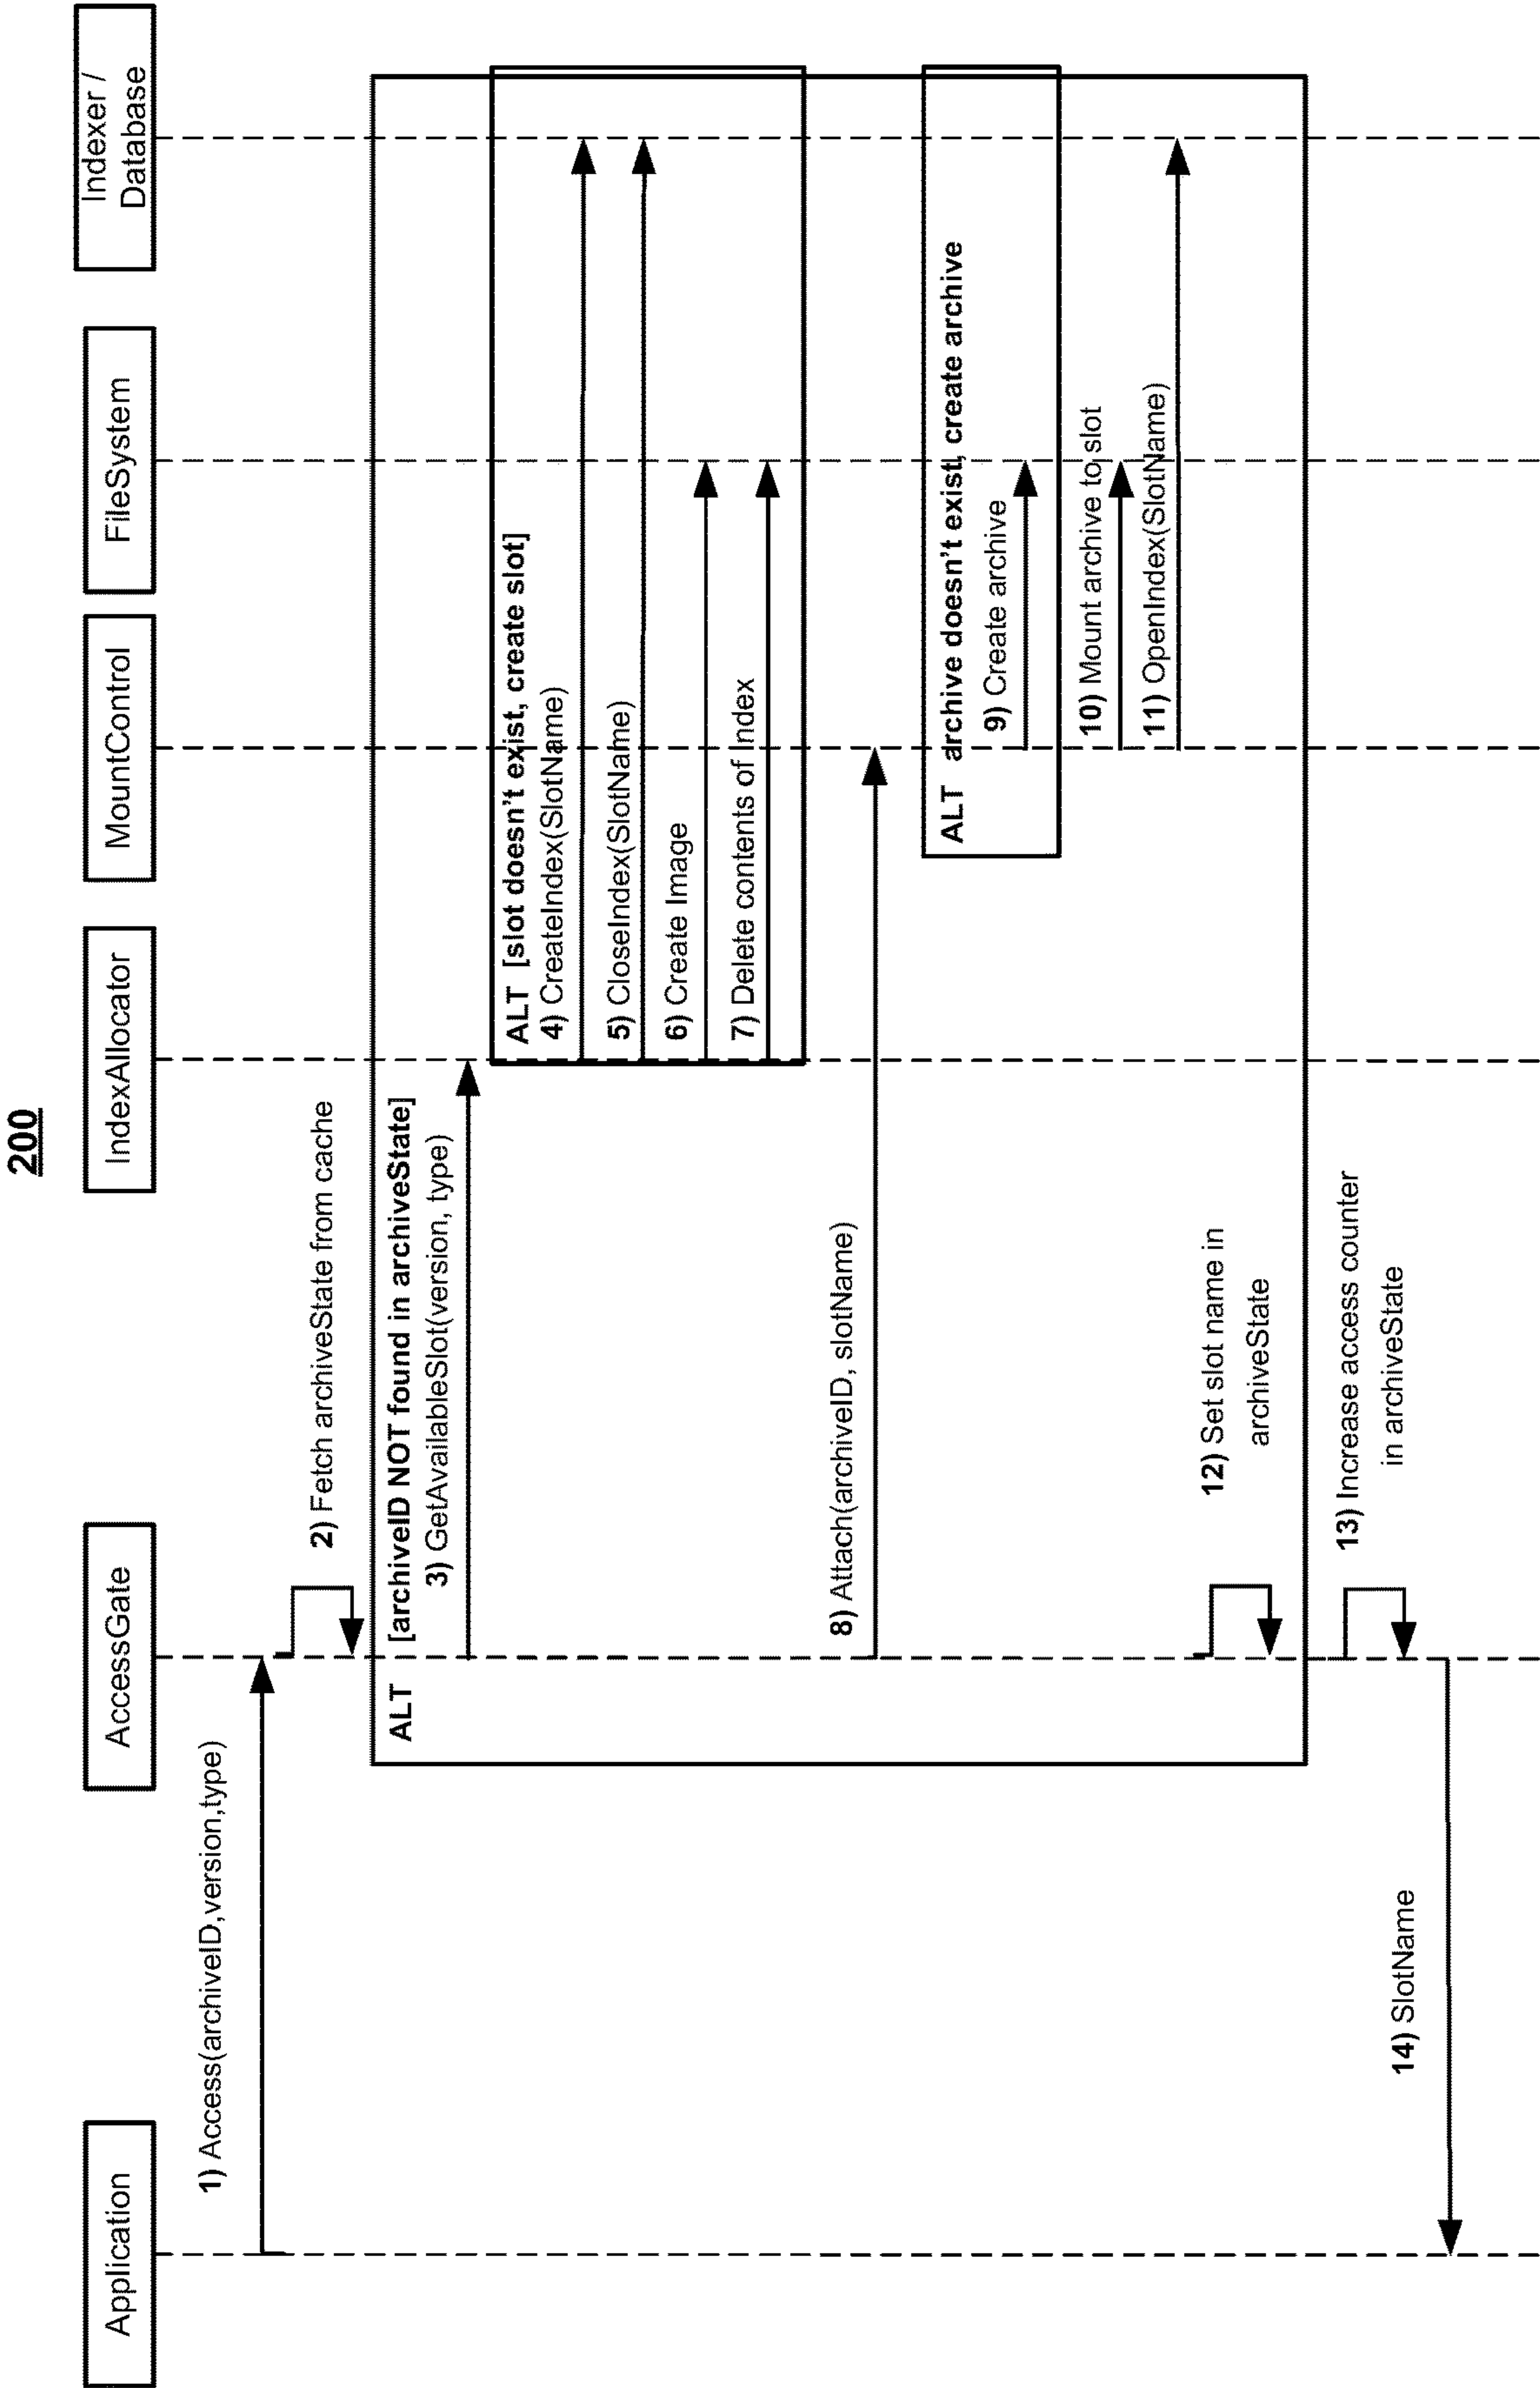 200
Application
AccessGate
IndexAllocator
MountControl
FileSystem
Indexer /
Database
1) Access(archiveID,version,type)
2) Fetch archiveState from cache
ALT [archiveID NOT found in archiveState]
3) GetAvailableSlot(version, type)
ALT [slot doesn't exist, create slot]
4) CreateIndex(SlotName)
5) CloseIndex(SlotName)
6) Create Image
7) Delete contents of Index
8) Attach(archiveID, slotName)
ALT archive doesn't exist, create archive
9) Create archive
10) Mount archive to slot
11) OpenIndex(SlotName)
12) Set slot name in
archiveState
13) Increase access counter
in archiveState
14) SlotName